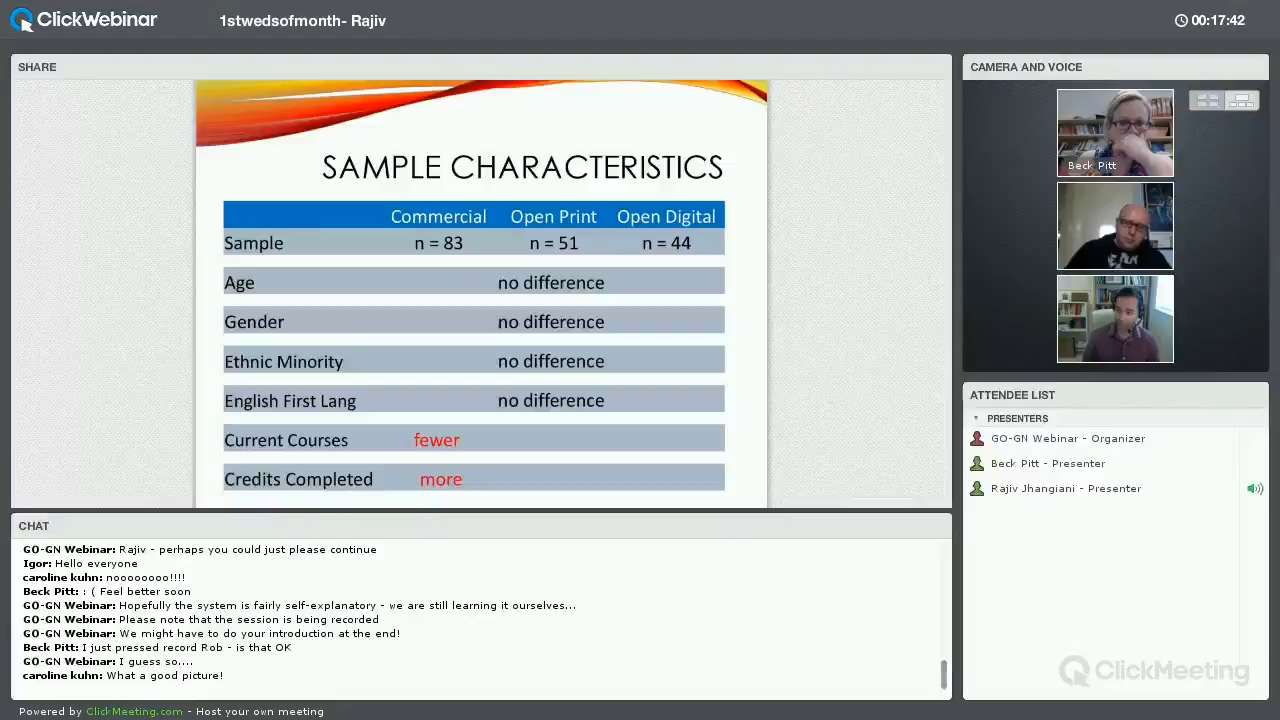 ClickWebinar
1stwedsofmonth- Rajiv
00:17:42
SHARE
SAMPLE CHARACTERISTICS
Commercial Open Print Open Digital
Sample n = 83 n = 51 n = 44
Age no difference
Gender no difference
Ethnic Minority no difference
English First Lang no difference
Current Courses fewer
Credits Completed more
CAMERA AND VOICE
Beck Pitt
ATTENDEE LIST
PRESENTERS
GO-GN Webinar - Organizer
Beck Pitt - Presenter
Rajiv Jhangiani - Presenter
CHAT
GO-GN Webinar: Rajiv - perhaps you could just please continue
Igor: Hello everyone
caroline kuhn: noooooooo!!!!
Beck Pitt: : ( Feel better soon
GO-GN Webinar: Hopefully the system is fairly self-explanatory - we are still learning it ourselves...
GO-GN Webinar: Please note that the session is being recorded
GO-GN Webinar: We might have to do your introduction at the end!
Beck Pitt: I just pressed record Rob - is that OK
GO-GN Webinar: I guess so....
caroline kuhn: What a good picture!
ClickMeeting
Powered by ClickMeeting.com - Host your own meeting